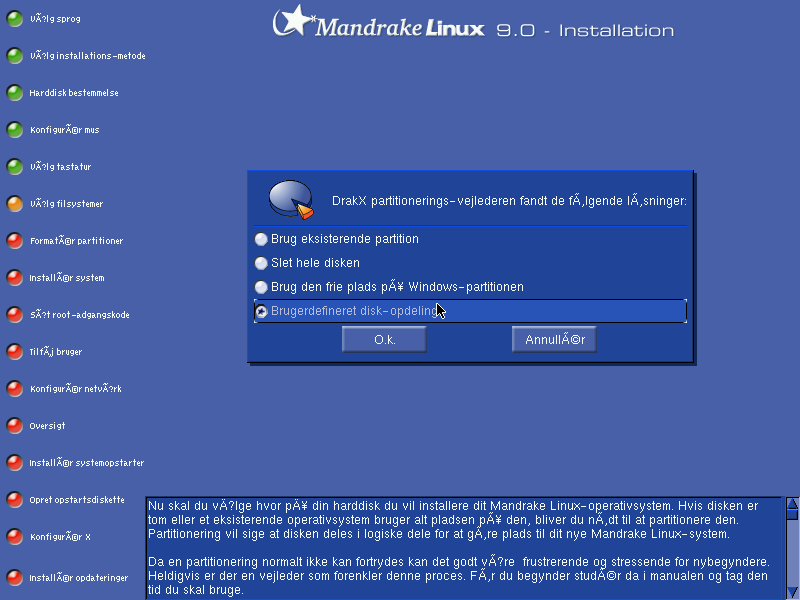 MandrakeLinux 9.0 - Installation
VÃ?lg sprog
VÃ?lg installations-metode
Harddisk bestemmelse
KonfigurÃ©r mus
VÃ?lg tastatur
VÃ?lg filsystemer
FormatÃ©r partitioner
InstallÃ©r system
SÃ?t root-adgangskode
TilfÃ¸j bruger
KonfigurÃ©r netvÃ?rk
Oversigt
InstallÃ©r systemopstarter
Opret opstartsdiskette
KonfigurÃ©r X
InstallÃ©r opdateringer
DrakX partitionerings-vejlederen fandt de fÃ¸lgende lÃ¸sninger:
Brug eksisterende partition
Slet hele disken
Brug den frie plads pÃ¥ Windows-partitionen
Brugerdefineret disk-opdeling
O.k.
AnnullÃ©r
Nu skal du vÃ?lge hvor pÃ¥ din harddisk du vil installere dit Mandrake Linux-operativsystem. Hvis disken er
tom eller et eksisterende operativsystem bruger alt pladsen pÃ¥ den, bliver du nÃ¸dt til at partitionere den.
Partitionering vil sige at disken deles i logiske dele for at gÃ¸re plads til dit nye Mandrake Linux-system.
Da en partitionering normalt ikke kan fortrydes kan det godt vÃ?re frustrerende og stressende for nybegyndere.
Heldigvis er der en vejleder som forenkler denne proces. FÃ¸r du begynder studÃ©r da i manualen og tag den
tid du skal bruge.